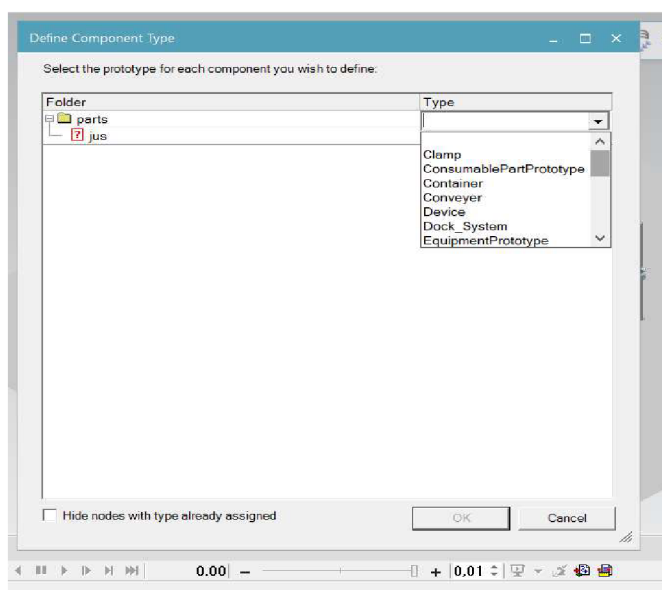 Define Component Type
Select the prototype for each component you wish to define:
Folder Type
parts
jus
Clamp
ConsumablePartPrototype
Container
Conveyer
Device
Dock_System
EquipmentPrototype
Hide nodes with type already assigned
OK Cancel
0.00 0,01